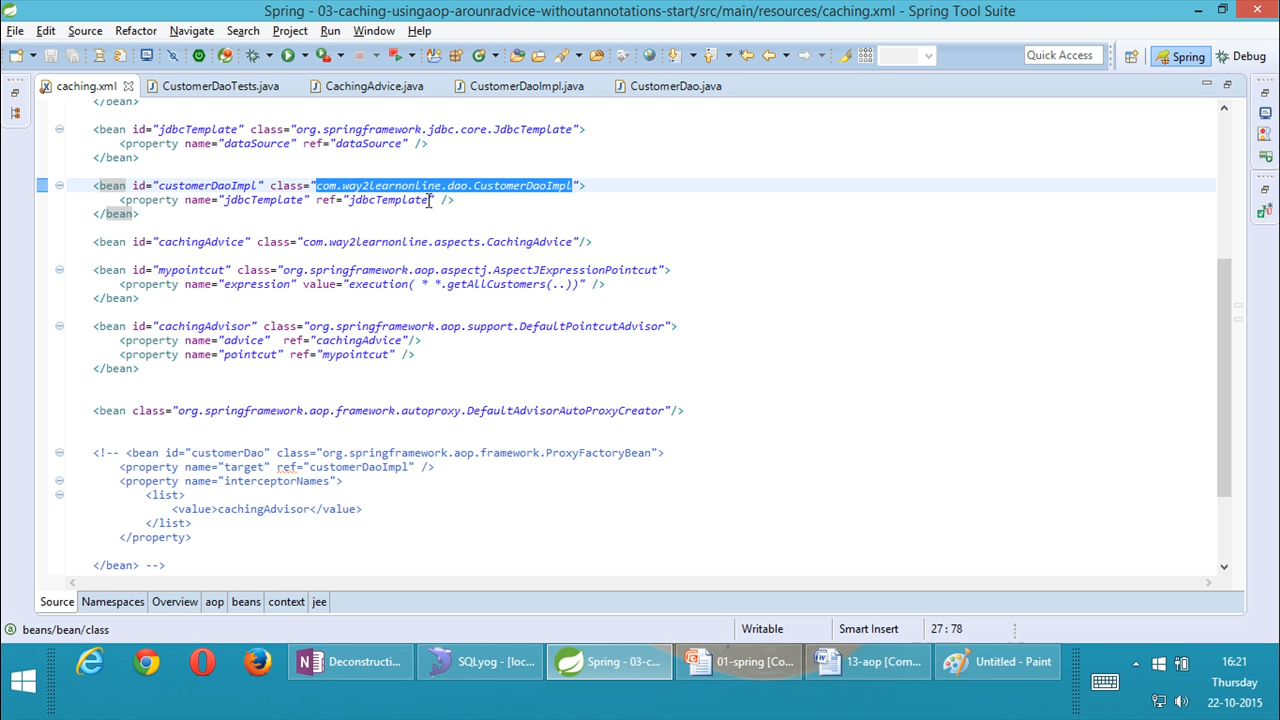 Spring - 03-caching-usingaop-arounradvice-withoutannotations-start/src/main/resources/caching.xml - Spring Tool Suite
File Edit Source Refactor Navigate Search Project Run Window Help
Quick Access Spring Debug
caching.xml CustomerDaoTests.java CachingAdvice.java CustomerDaoImpl.java CustomerDao.java
</bean>
<bean id="jdbcTemplate" class="org.springframework.jdbc.core.JdbcTemplate">
<property name="dataSource" ref="dataSource" />
</bean>
<bean id="customerDaoImpl" class="com.way2learnonline.dao.CustomerDaoImpl">
<property name="jdbcTemplate" ref="jdbcTemplate" />
</bean>
<bean id="cachingAdvice" class="com.way2learnonline.aspects.CachingAdvice"/>
<bean id="mypointcut" class="org.springframework.aop.aspectj.AspectJExpressionPointcut">
<property name="expression" value="execution( * *.getAllCustomers(..))" />
</bean>
<bean id="cachingAdvisor" class="org.springframework.aop.support.DefaultPointcutAdvisor">
<property name="advice"  ref="cachingAdvice"/>
<property name="pointcut" ref="mypointcut" />
</bean>
<bean class="org.springframework.aop.framework.autoproxy.DefaultAdvisorAutoProxyCreator"/>
<!-- <bean id="customerDao" class="org.springframework.aop.framework.ProxyFactoryBean">
<property name="target" ref="customerDaoImpl" />
<property name="interceptorNames">
<list>
<value>cachingAdvisor</value>
</list>
</property>
</bean> -->
Source Namespaces Overview aop beans context jee
beans/bean/class Writable Smart Insert 27 : 78
Deconstructi... SQLyog - [loc... Spring - 03-c... 01-spring [Co... 13-aop [Com... Untitled - Paint
16:21
Thursday
22-10-2015